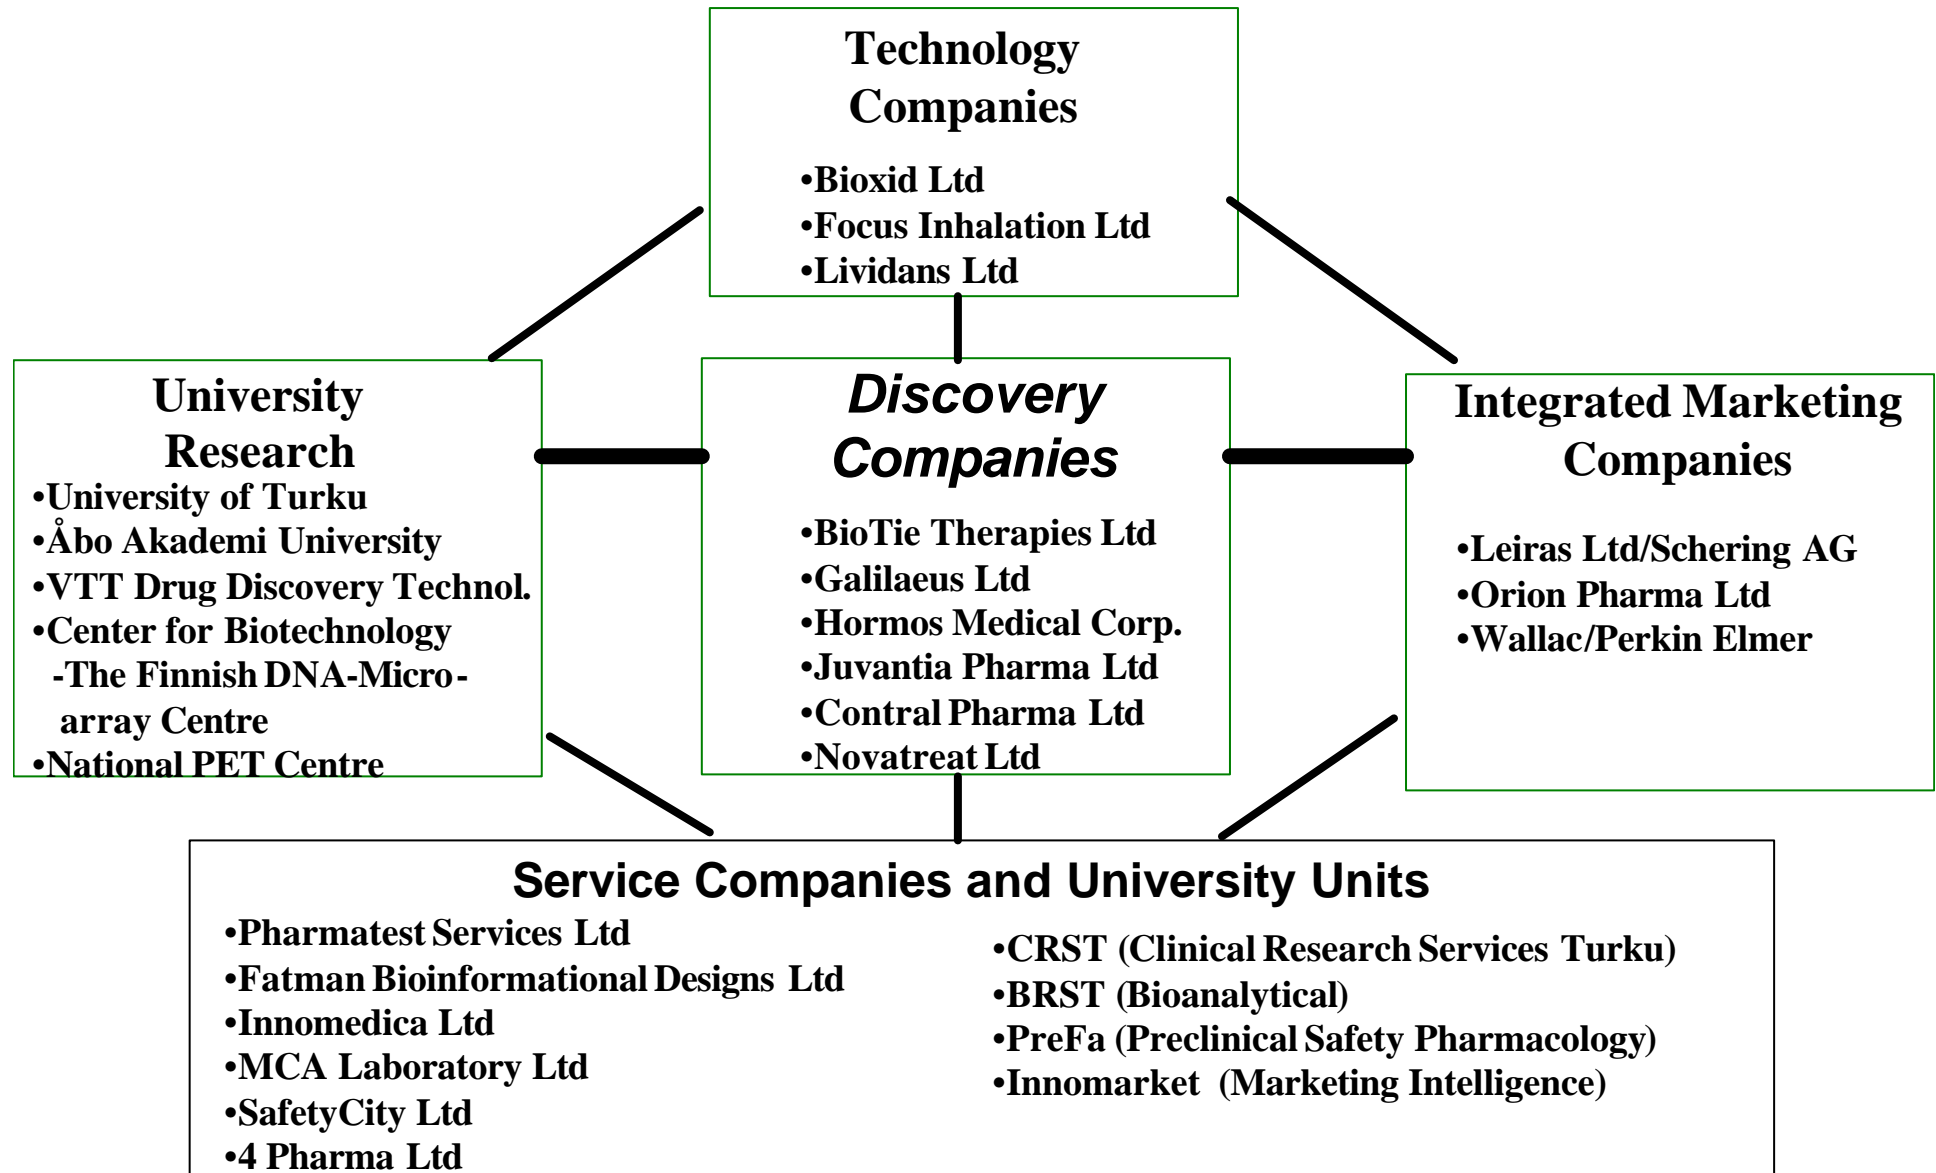 Technology
Companies
•Bioxid Ltd
•Focus Inhalation Ltd
•Lividans Ltd
University
Research
•University of Turku
•Åbo Akademi University
•VTT Drug Discovery Technol.
•Center for Biotechnology
-The Finnish DNA-Micro-
array Centre
•National PET Centre
Discovery
Companies
•BioTie Therapies Ltd
•Galilaeus Ltd
•Hormos Medical Corp.
•Juvantia Pharma Ltd
•Contral Pharma Ltd
•Novatreat Ltd
Integrated Marketing
Companies
•Leiras Ltd/Schering AG
•Orion Pharma Ltd
•Wallac/Perkin Elmer
Service Companies and University Units
•Pharmatest Services Ltd
•Fatman Bioinformational Designs Ltd
•Innomedica Ltd
•MCA Laboratory Ltd
•SafetyCity Ltd
•4 Pharma Ltd
•CRST (Clinical Research Services Turku)
•BRST (Bioanalytical)
•PreFa (Preclinical Safety Pharmacology)
•Innomarket (Marketing Intelligence)